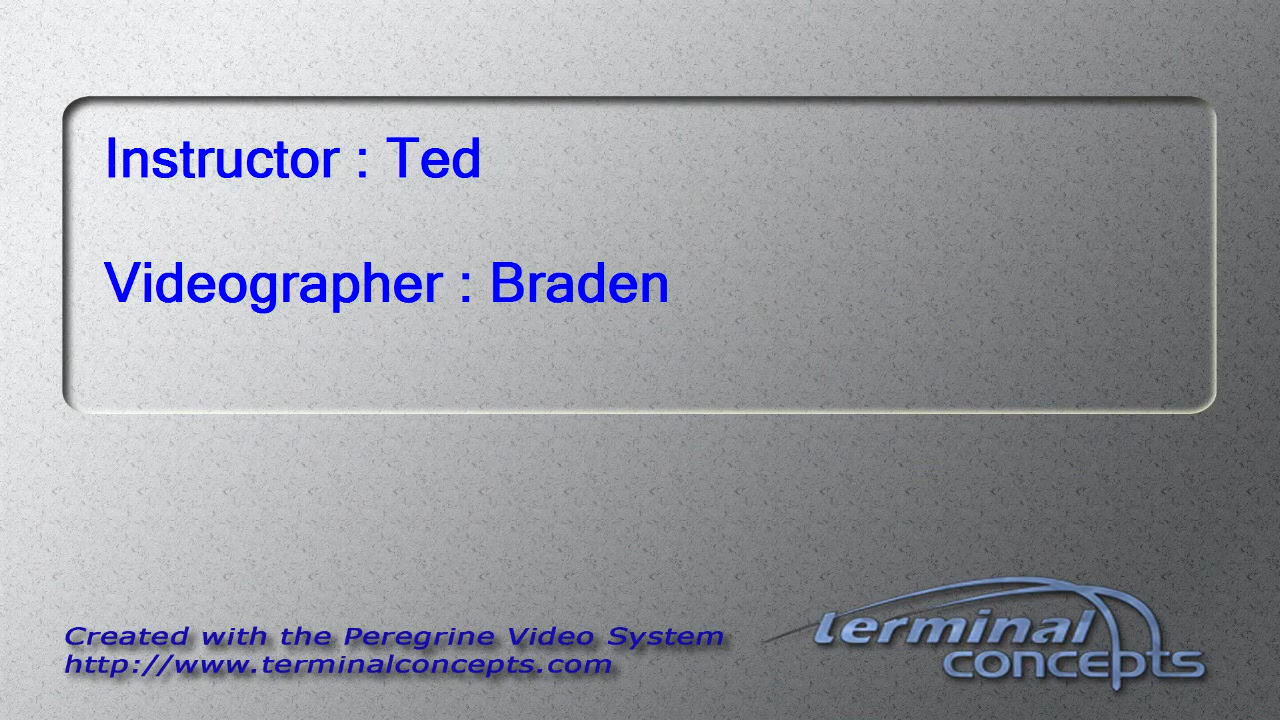 Instructor : Ted
Videographer : Braden
Created with the Peregrine Video System
http://www.terminalconcepts.com
terminal
concepts